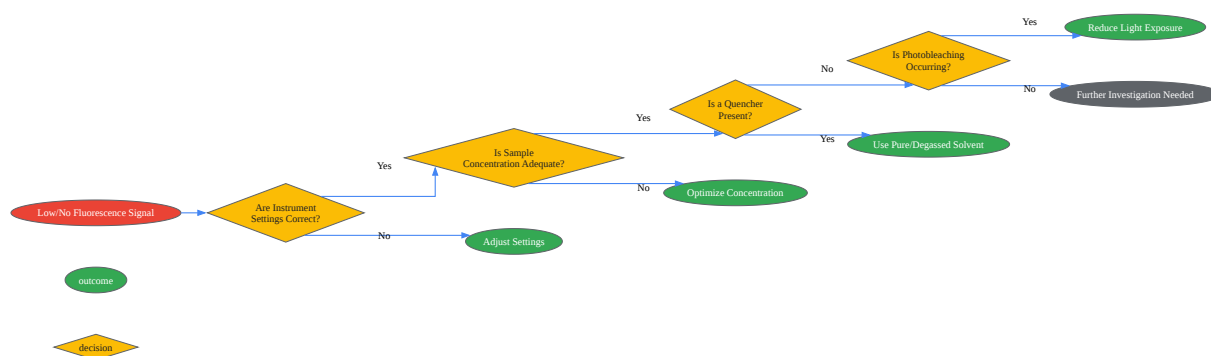 Low/No Fluorescence Signal
Are Instrument
Settings Correct?
Yes
No
Adjust Settings
Is Sample
Concentration Adequate?
Yes
No
Optimize Concentration
Is a Quencher
Present?
No
Yes
Use Pure/Degassed Solvent
Is Photobleaching
Occurring?
Yes
Reduce Light Exposure
No
Further Investigation Needed
outcome
decision